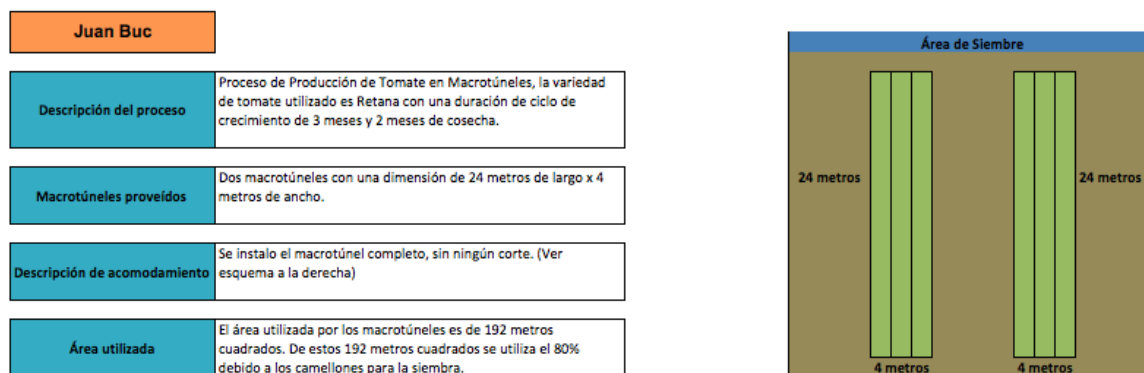 Juan Buc
Descripción del proceso
Proceso de Producción de Tomate en Macrotúneles, la variedad
de tomate utilizado es Retana con una duración de ciclo de
crecimiento de 3 meses y 2 meses de cosecha.
Macrotúneles proveídos
Dos macrotúneles con una dimensión de 24 metros de largo x 4
metros de ancho.
Descripción de acomodamiento
Se instalo el macrotúnel completo, sin ningún corte. (Ver
esquema a la derecha)
Área utilizada
El área utilizada por los macrotúneles es de 192 metros
cuadrados. De estos 192 metros cuadrados se utiliza el 80%
debido a los camellones para la siembra.
Área de Siembre
24 metros
24 metros
4 metros
4 metros